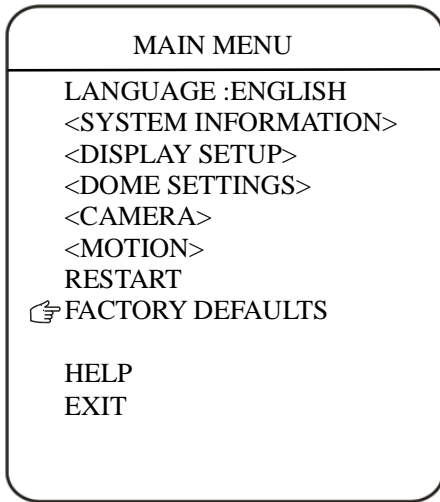 MAIN MENU
LANGUAGE :ENGLISH
<SYSTEM INFORMATION>
<DISPLAY SETUP>
<DOME SETTINGS>
<CAMERA>
<MOTION>
RESTART
FACTORY DEFAULTS
HELP
EXIT